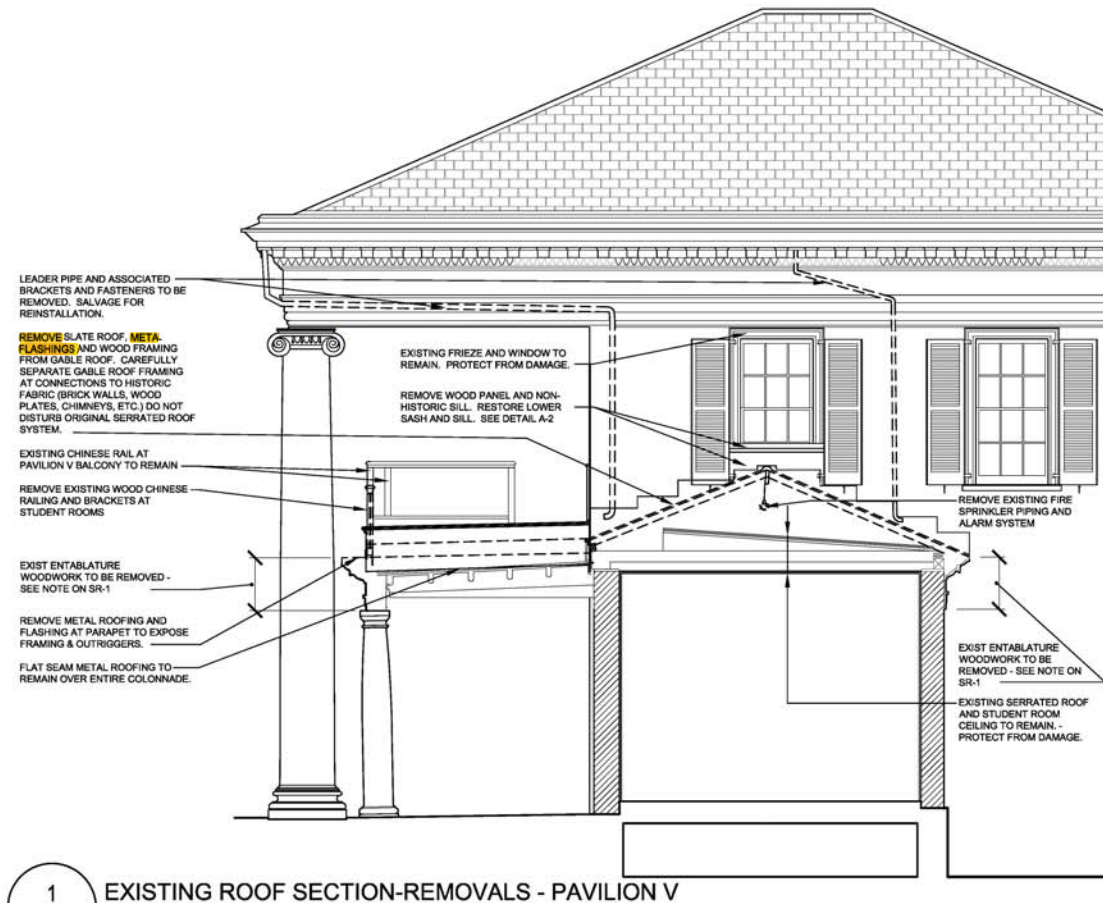 LEADER PIPE AND ASSOCIATED
BRACKETS AND FASTENERS TO BE
REMOVED. SALVAGE FOR
REINSTALLATION.
REMOVE SLATE ROOF, META
FLASHINGS AND WOOD FRAMING
FROM GABLE ROOF. CAREFULLY
SEPARATE GABLE ROOF FRAMING
AT CONNECTIONS TO HISTORIC
FABRIC (BRICK WALLS, WOOD
PLATES, CHIMNEYS, ETC.) DO NOT
DISTURB ORIGINAL SERRATED ROOF
SYSTEM.
EXISTING CHINESE RAIL AT
PAVILION V BALCONY TO REMAIN
REMOVE EXISTING WOOD CHINESE
RAILING AND BRACKETS AT
STUDENT ROOMS
EXIST ENTABLATURE
WOODWORK TO BE REMOVED -
SEE NOTE ON SR-1
REMOVE METAL ROOFING AND
FLASHING AT PARAPET TO EXPOSE
FRAMING & OUTRIGGERS.
FLAT SEAM METAL ROOFING TO
REMAIN OVER ENTIRE COLONNADE.
EXISTING FRIEZE AND WINDOW TO
REMAIN. PROTECT FROM DAMAGE.
REMOVE WOOD PANEL AND NON-
HISTORIC SILL. RESTORE LOWER
SASH AND SILL. SEE DETAIL A-2
REMOVE EXISTING FIRE
SPRINKLER PIPING AND
ALARM SYSTEM
EXIST ENTABLATURE
WOODWORK TO BE
REMOVED - SEE NOTE ON
SR-1
EXISTING SERRATED ROOF
AND STUDENT ROOM
CEILING TO REMAIN. -
PROTECT FROM DAMAGE.
1
EXISTING ROOF SECTION-REMOVALS - PAVILION V